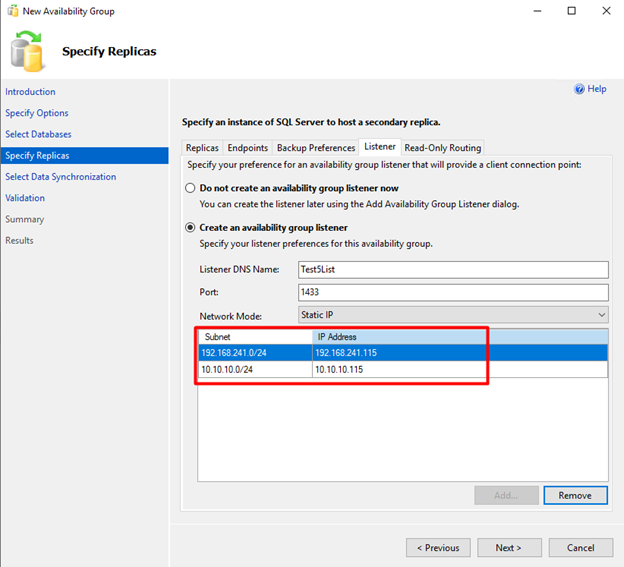 New Availability Group
Specify Replicas
Help
Introduction
Specify Options
Select Databases
Specify Replicas
Select Data Synchronization
Validation
Summary
Results
Specify an instance of SQL Server to host a secondary replica.
Replicas Endpoints Backup Preferences Listener Read-Only Routing
Specify your preference for an availability group listener that will provide a client connection point:
Do not create an availability group listener now
You can create the listener later using the Add Availability Group Listener dialog.
Create an availability group listener
Specify your listener preferences for this availability group.
Listener DNS Name: Test5List
Port: 1433
Network Mode: Static IP
Subnet IP Address
192.168.241.0/24 192.168.241.115
10.10.10.0/24 10.10.10.115
Add... Remove
< Previous Next > Cancel